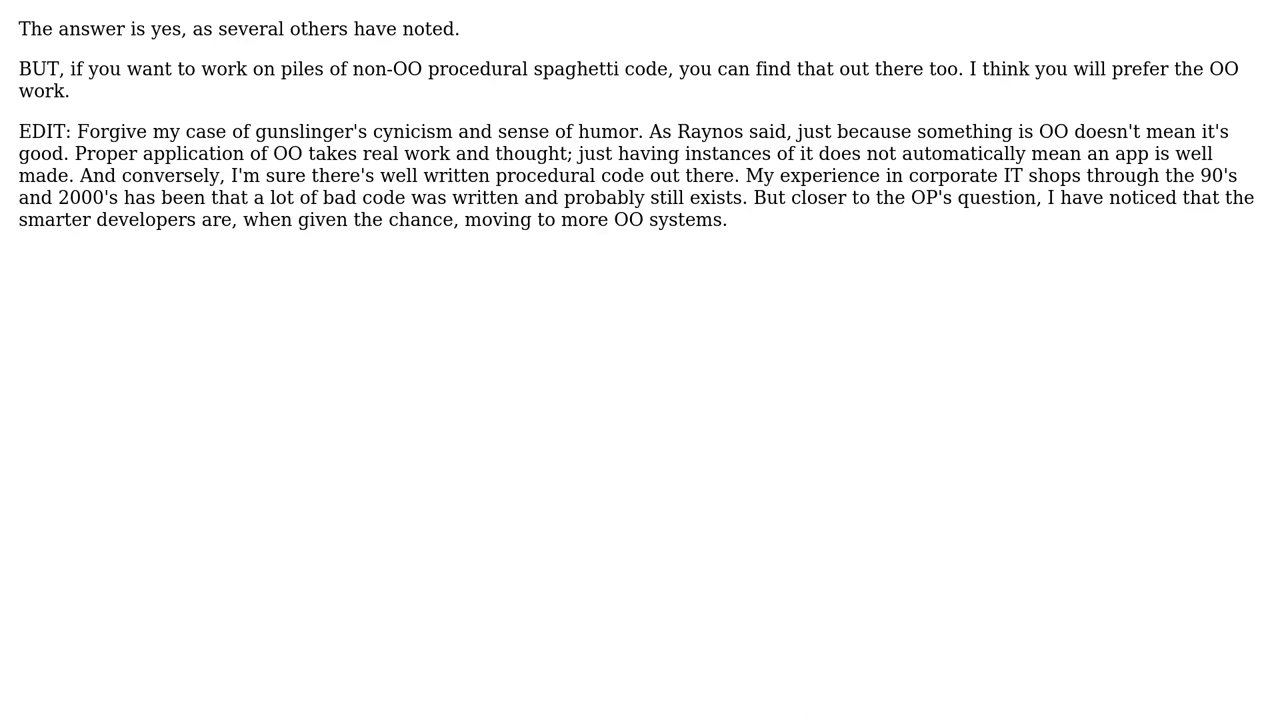 The answer is yes, as several others have noted.
BUT, if you want to work on piles of non-OO procedural spaghetti code, you can find that out there too. I think you will prefer the OO
work.
EDIT: Forgive my case of gunslinger's cynicism and sense of humor. As Raynos said, just because something is OO doesn't mean it's
good. Proper application of OO takes real work and thought; just having instances of it does not automatically mean an app is well
made. And conversely, I'm sure there's well written procedural code out there. My experience in corporate IT shops through the 90's
and 2000's has been that a lot of bad code was written and probably still exists. But closer to the OP's question, I have noticed that the
smarter developers are, when given the chance, moving to more OO systems.